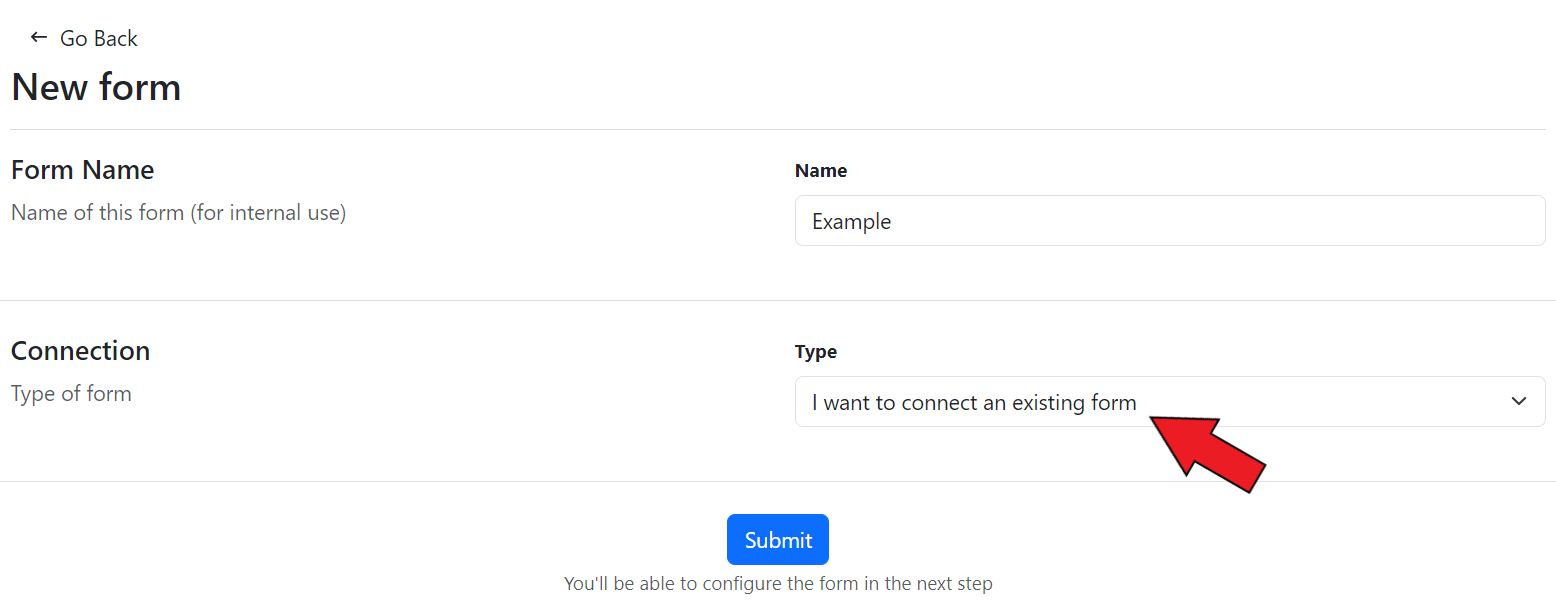 Go Back
New form
Form Name
Name of this form (for internal use)
Name
Example
Connection
Type of form
Type
I want to connect an existing form
Submit
You'll be able to configure the form in the next step